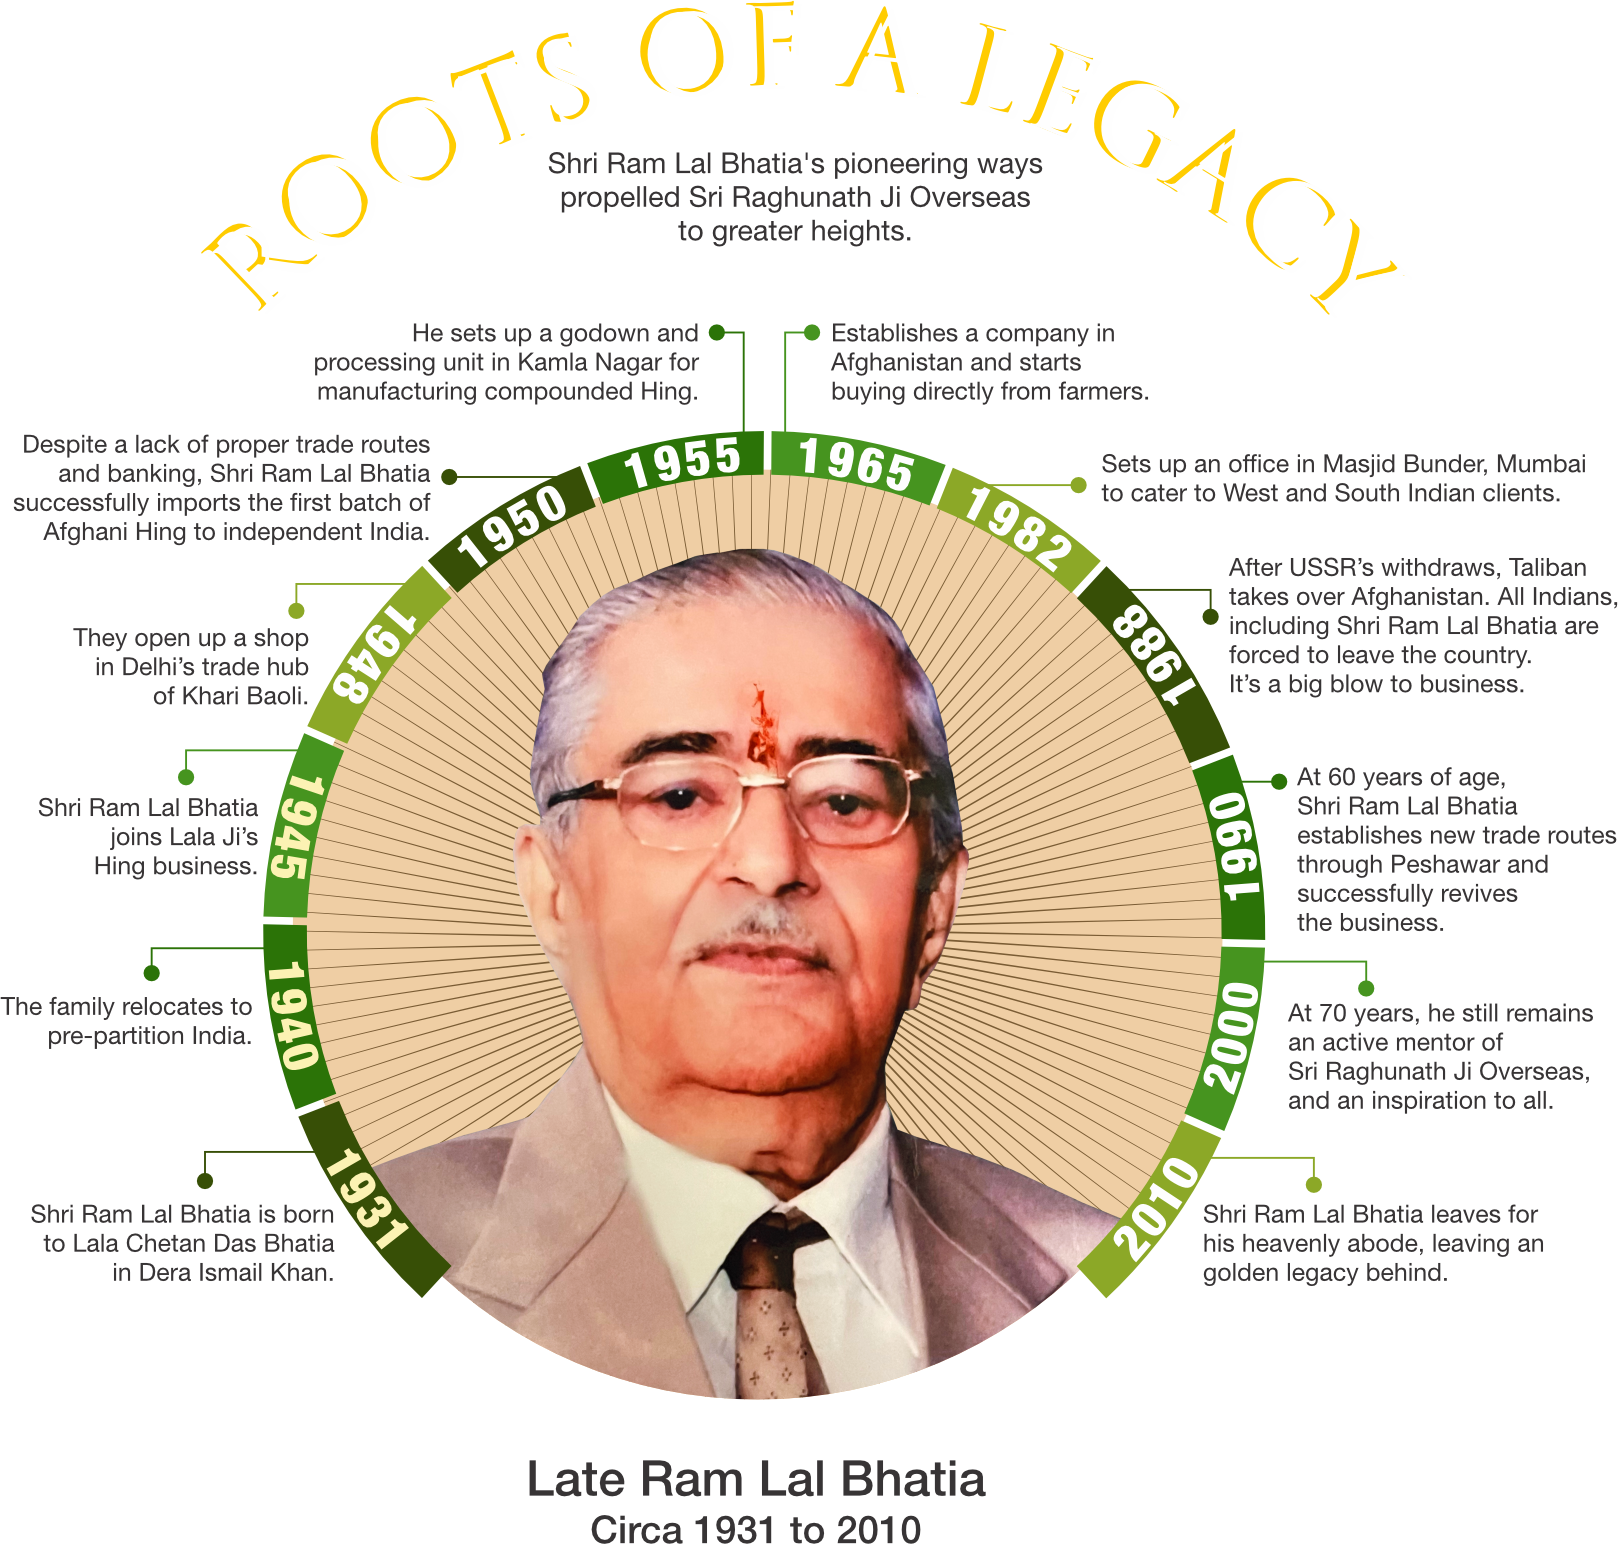 ROOTS OF A LEGACY
Shri Ram Lal Bhatia's pioneering ways
propelled Sri Raghunath Ji Overseas
to greater heights.
1931
Shri Ram Lal Bhatia is born
to Lala Chetan Das Bhatia
in Dera Ismail Khan.
1940
The family relocates to
pre-partition India.
1945
Shri Ram Lal Bhatia
joins Lala Ji’s
Hing business.
1948
They open up a shop
in Delhi’s trade hub
of Khari Baoli.
1950
Despite a lack of proper trade routes
and banking, Shri Ram Lal Bhatia
successfully imports the first batch of
Afghani Hing to independent India.
1955
He sets up a godown and
processing unit in Kamla Nagar for
manufacturing compounded Hing.
1965
Establishes a company in
Afghanistan and starts
buying directly from farmers.
1982
Sets up an office in Masjid Bunder, Mumbai
to cater to West and South Indian clients.
1988
After USSR’s withdraws, Taliban
takes over Afghanistan. All Indians,
including Shri Ram Lal Bhatia are
forced to leave the country.
It’s a big blow to business.
1990
At 60 years of age,
Shri Ram Lal Bhatia
establishes new trade routes
through Peshawar and
successfully revives
the business.
2000
At 70 years, he still remains
an active mentor of
Sri Raghunath Ji Overseas,
and an inspiration to all.
2010
Shri Ram Lal Bhatia leaves for
his heavenly abode, leaving an
golden legacy behind.
Late Ram Lal Bhatia
Circa 1931 to 2010